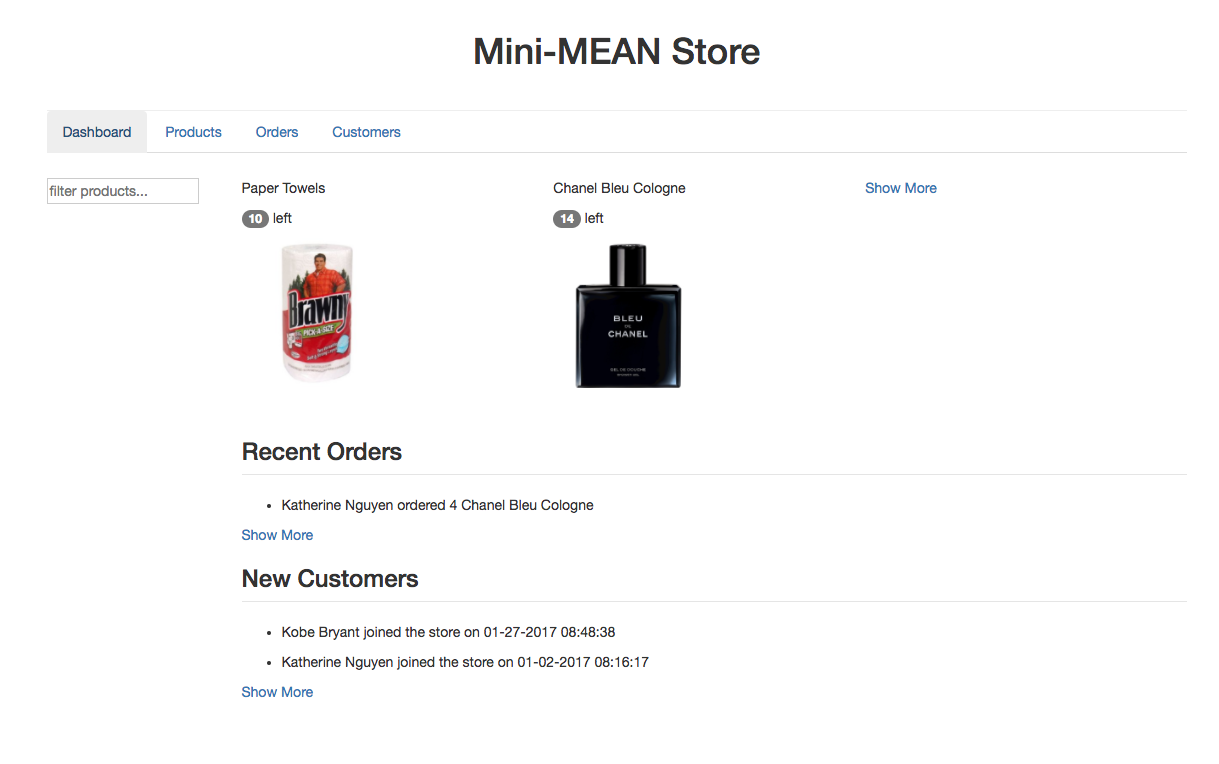 Mini-MEAN Store
Dashboard Products Orders Customers
filter products...
Paper Towels
10 left
Brawny
PICK-A-SIZE
Chanel Bleu Cologne
14 left
BLEU
DE
CHANEL
Show More
Recent Orders
Katherine Nguyen ordered 4 Chanel Bleu Cologne
Show More
New Customers
Kobe Bryant joined the store on 01-27-2017 08:48:38
Katherine Nguyen joined the store on 01-02-2017 08:16:17
Show More